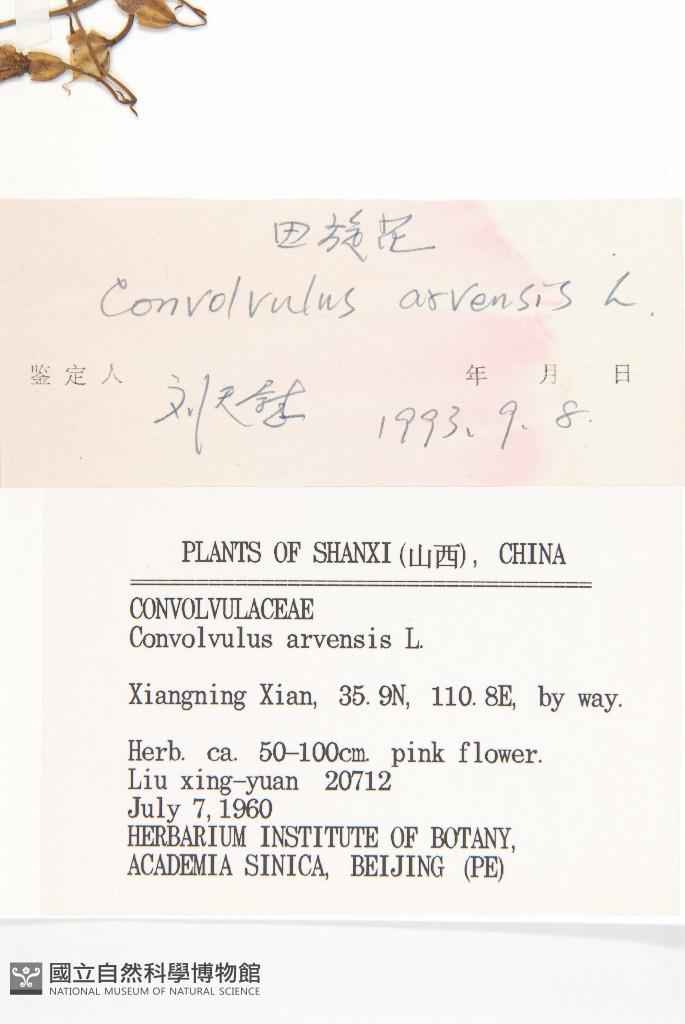 田旋花
Convolvulus arvensis L.
鉴定人 年 月 日
刘天 1993. 9. 8.
PLANTS OF SHANXI(山西), CHINA
CONVOLVULACEAE
Convolvulus arvensis L.
Xiangning Xian, 35.9N, 110.8E, by way.
Herb. ca. 50-100cm. pink flower.
Liu xing-yuan 20712
July 7, 1960
HERBARIUM INSTITUTE OF BOTANY,
ACADEMIA SINICA, BEIJING (PE)
國立自然科學博物館
NATIONAL MUSEUM OF NATURAL SCIENCE